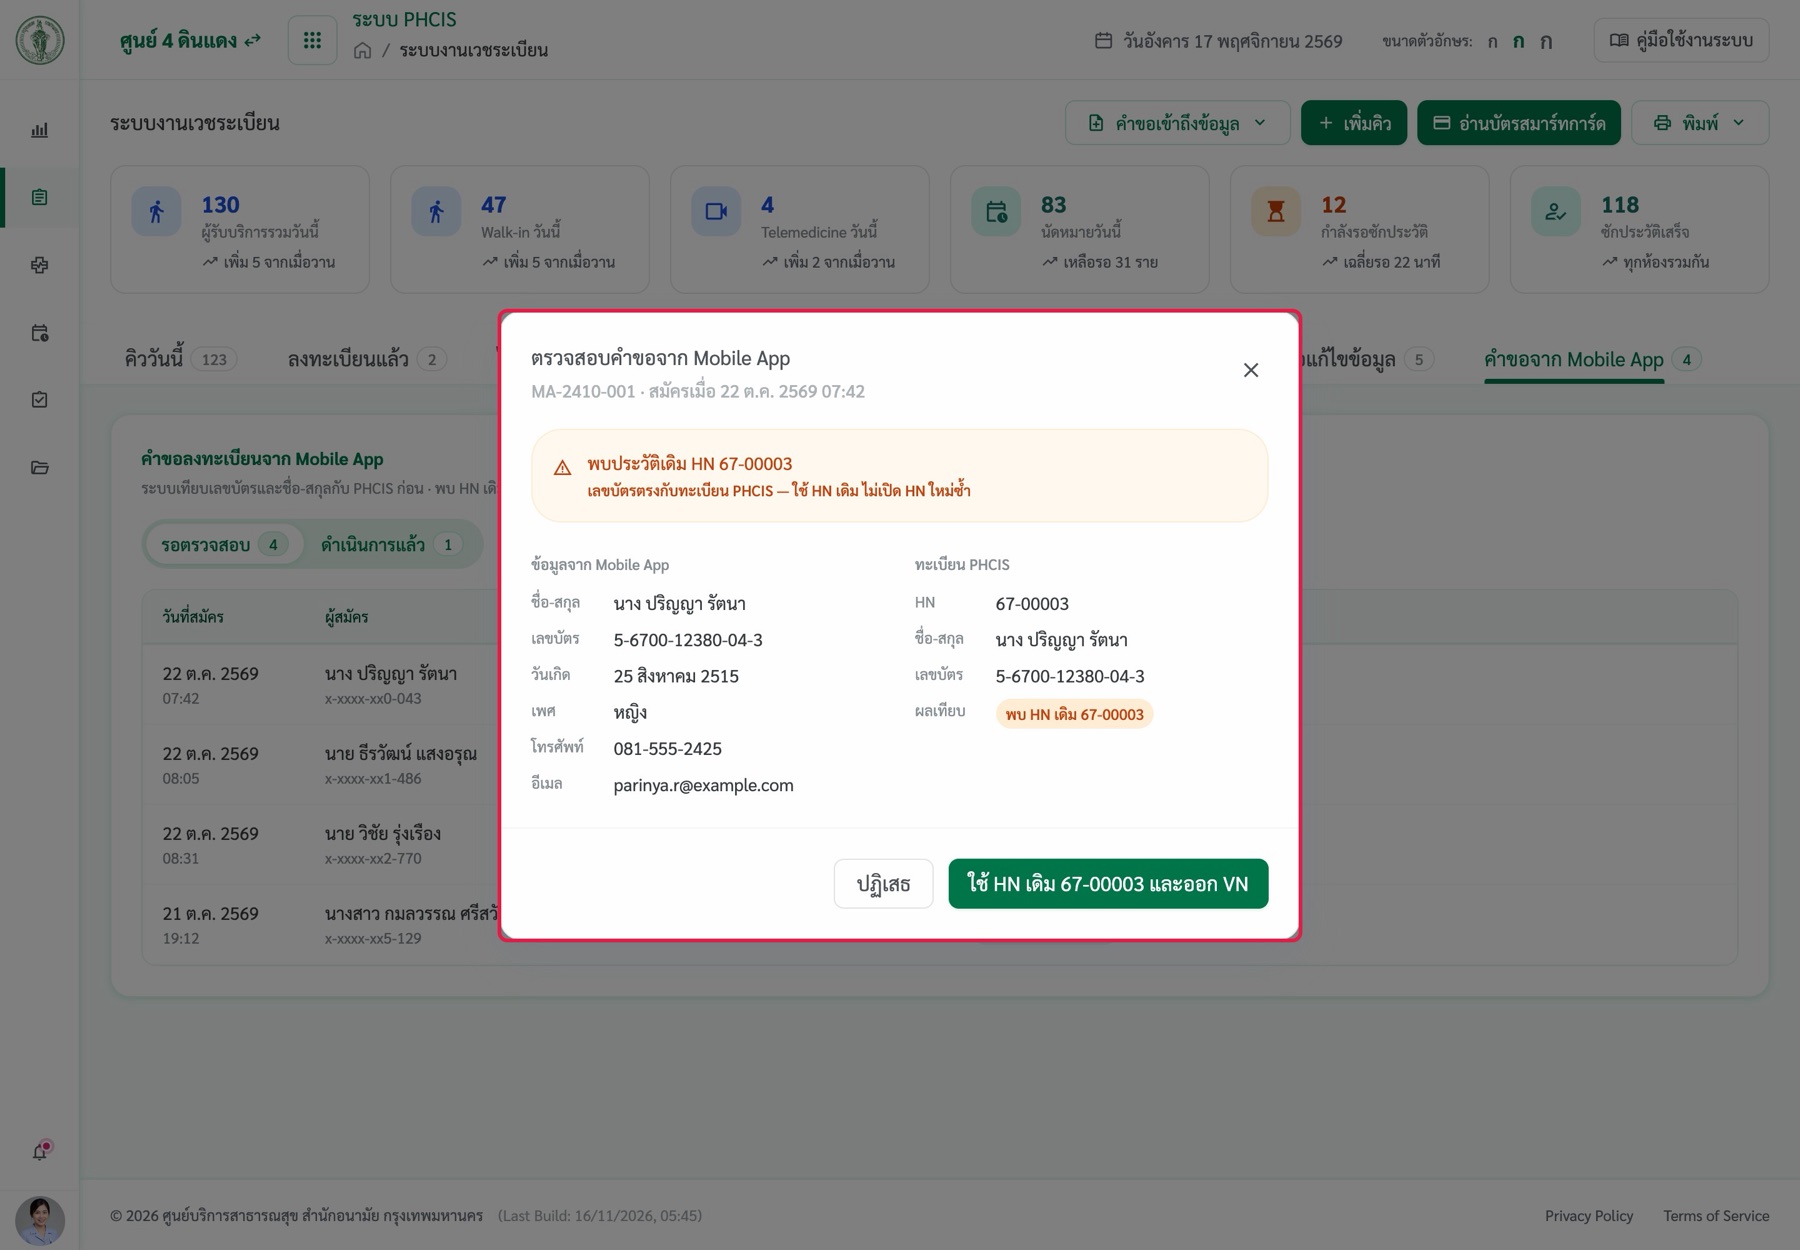 ศูนย์ 4 ดินแดง
ระบบ PHCIS
/ ระบบงานเวชระเบียน
วันอังคาร 17 พฤศจิกายน 2569
ขนาดตัวอักษร: ก ก ก
คู่มือใช้งานระบบ
ระบบงานเวชระเบียน
คำขอเข้าถึงข้อมูล
+ เพิ่มคิว
อ่านบัตรสมาร์ทการ์ด
พิมพ์
130
ผู้รับบริการรวมวันนี้
เพิ่ม 5 จากเมื่อวาน
47
Walk-in วันนี้
เพิ่ม 5 จากเมื่อวาน
4
Telemedicine วันนี้
เพิ่ม 2 จากเมื่อวาน
83
นัดหมายวันนี้
เหลือรอ 31 ราย
12
กำลังรอซักประวัติ
เฉลี่ยรอ 22 นาที
118
ซักประวัติเสร็จ
ทุกห้องรวมกัน
คิววันนี้ 123
ลงทะเบียนแล้ว 2
แก้ไขข้อมูล 5
คำขอจาก Mobile App 4
คำขอลงทะเบียนจาก Mobile App
ระบบเทียบเลขบัตรและชื่อ-สกุลกับ PHCIS ก่อน · พบ HN
รอตรวจสอบ 4
ดำเนินการแล้ว 1
วันที่สมัคร
ผู้สมัคร
22 ต.ค. 2569
07:42
นาง ปริญญา รัตนา
x-xxxx-xx0-043
22 ต.ค. 2569
08:05
นาย ธีรวัฒน์ แสงอรุณ
x-xxxx-xx1-486
22 ต.ค. 2569
08:31
นาย วิชัย รุ่งเรือง
x-xxxx-xx2-770
21 ต.ค. 2569
19:12
นางสาว กมลวรรณ
x-xxxx-xx5-129
ตรวจสอบคำขอจาก Mobile App
MA-2410-001 · สมัครเมื่อ 22 ต.ค. 2569 07:42
พบประวัติเดิม HN 67-00003
เลขบัตรตรงกับทะเบียน PHCIS — ใช้ HN เดิม ไม่เปิด HN ใหม่ซ้ำ
ข้อมูลจาก Mobile App
ชื่อ-สกุล นาง ปริญญา รัตนา
เลขบัตร 5-6700-12380-04-3
วันเกิด 25 สิงหาคม 2515
เพศ หญิง
โทรศัพท์ 081-555-2425
อีเมล parinya.r@example.com
ทะเบียน PHCIS
HN 67-00003
ชื่อ-สกุล นาง ปริญญา รัตนา
เลขบัตร 5-6700-12380-04-3
ผลเทียบ พบ HN เดิม 67-00003
ปฏิเสธ
ใช้ HN เดิม 67-00003 และออก VN
© 2026 ศูนย์บริการสาธารณสุข สำนักอนามัย กรุงเทพมหานคร (Last Build: 16/11/2026, 05:45)
Privacy Policy
Terms of Service